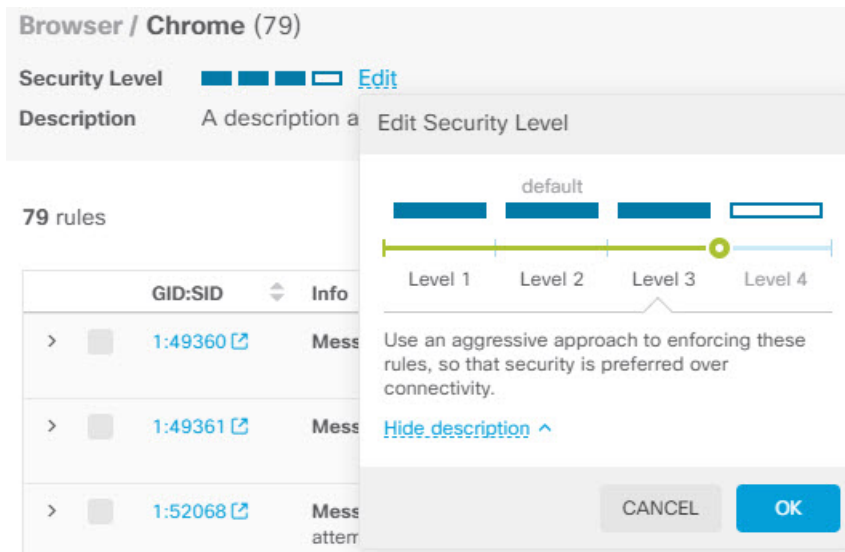 Browser / Chrome (79)
Security Level Edit
Description A description a
Edit Security Level
default
Level 1 Level 2 Level 3 Level 4
Use an aggressive approach to enforcing these
rules, so that security is preferred over
connectivity.
Hide description
CANCEL OK
79 rules
GID:SID Info
1:49360 Mess
1:49361 Mess
1:52068 Mess
attem